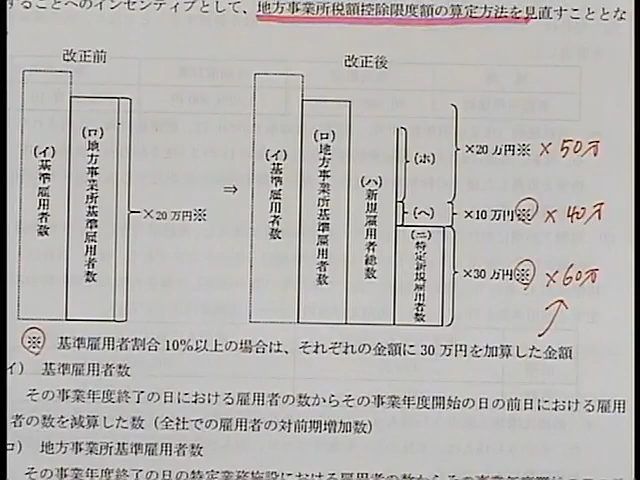 することへのインセンティブとして、地方事業所税額控除限度額の算定方法を見直すこととな
改正前
改正後
(イ)基準雇用者数
(ロ)地方事業所基準雇用者数
×20万円※
⇒
(イ)基準雇用者数
(ロ)地方事業所基準雇用者数
(ハ)新規雇用者総数
(ホ)
(ヘ)
(ニ)特定新規雇用者数
×20万円※ ×50万
×10万円※ ×40万
×30万円※ ×60万
※ 基準雇用者割合10%以上の場合は、それぞれの金額に30万円を加算した金額
イ) 基準雇用者数
その事業年度終了の日における雇用者の数からその事業年度開始の日の前日における雇用
者の数を減算した数(全社での雇用者の対前期増加数)
ロ) 地方事業所基準雇用者数
その事業年度終了の日の特定業務施設における雇用者の数からその事業年度開始の日の